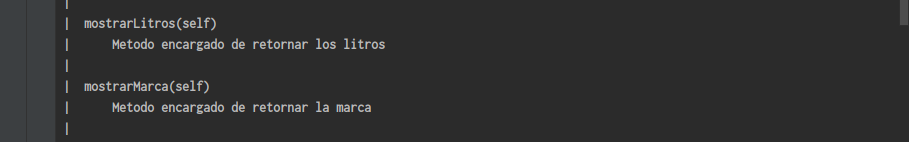 |
| mostrarLitros(self)
|     Metodo encargado de retornar los litros
|
| mostrarMarca(self)
|     Metodo encargado de retornar la marca
|